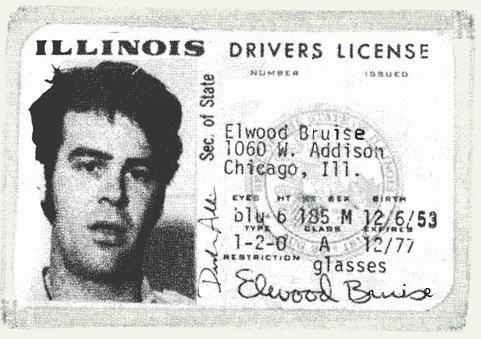 ILLINOIS DRIVERS LICENSE
NUMBER ISSUED
Sec. of State
Elwood Bruise
1060 W. Addison
Chicago, Ill.
EYES HT SEX BIRTH
blu 6 185 M 12/6/53
TYPE CLASS EXPIRES
1-2-0 A 12/77
RESTRICTION glasses
Elwood Bruise